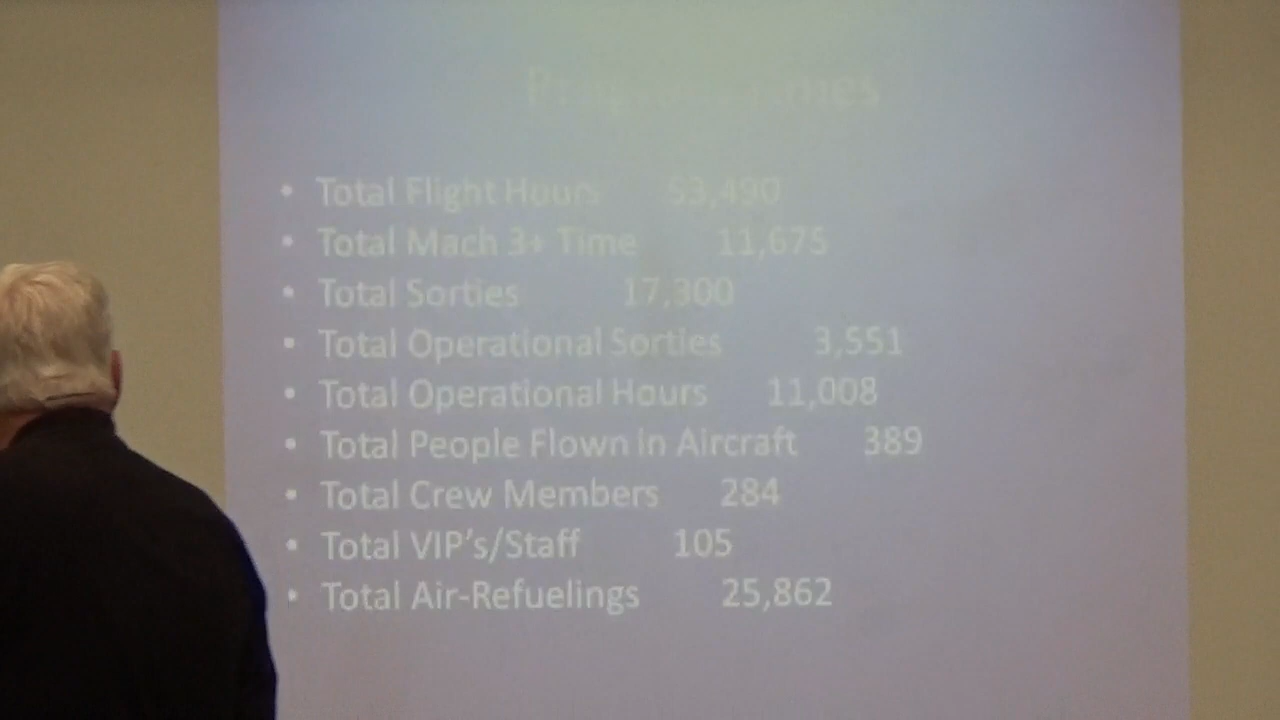 • Total Flight Hours 53,490
• Total Mach 3+ Time 11,675
• Total Sorties 17,300
• Total Operational Sorties 3,551
• Total Operational Hours 11,008
• Total People Flown in Aircraft 389
• Total Crew Members 284
• Total VIP's/Staff 105
• Total Air-Refuelings 25,862